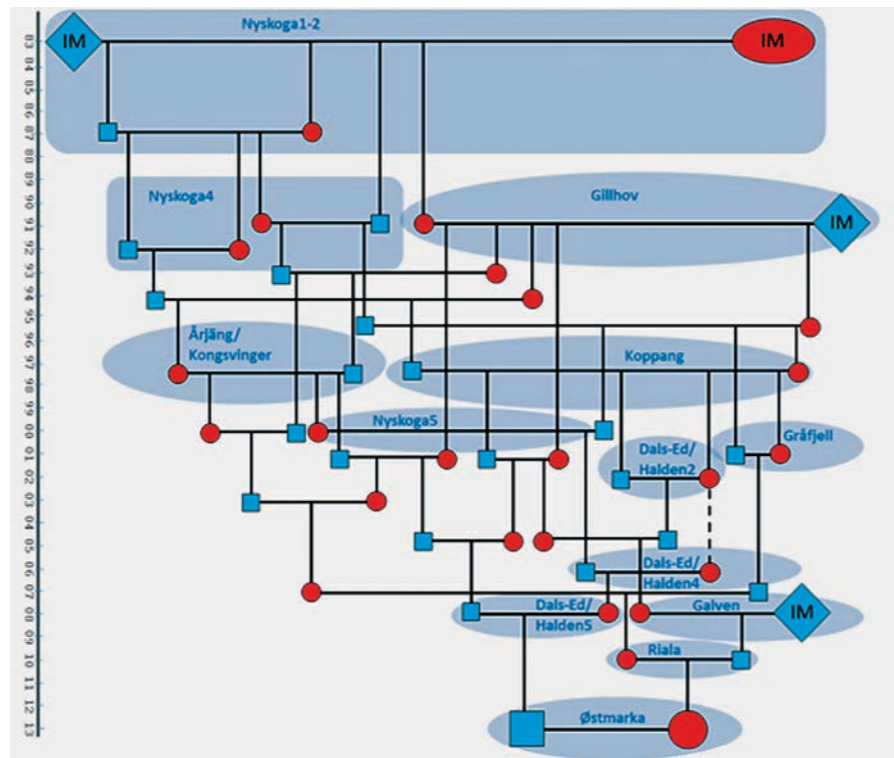 Nyskoga1-2
IM
IM
83
84
85
86
87
88
89
90
91
92
93
94
95
96
97
98
99
00
01
02
03
04
05
06
07
08
09
10
11
12
13
Nyskoga4
Gillhov
IM
Årjäng/
Kongsvinger
Koppang
Nyskoga5
Gråfjell
Dals-Ed/
Halden2
Dals-Ed/
Halden4
Dals-Ed/
Halden5
Galven
IM
Riala
Østmarka